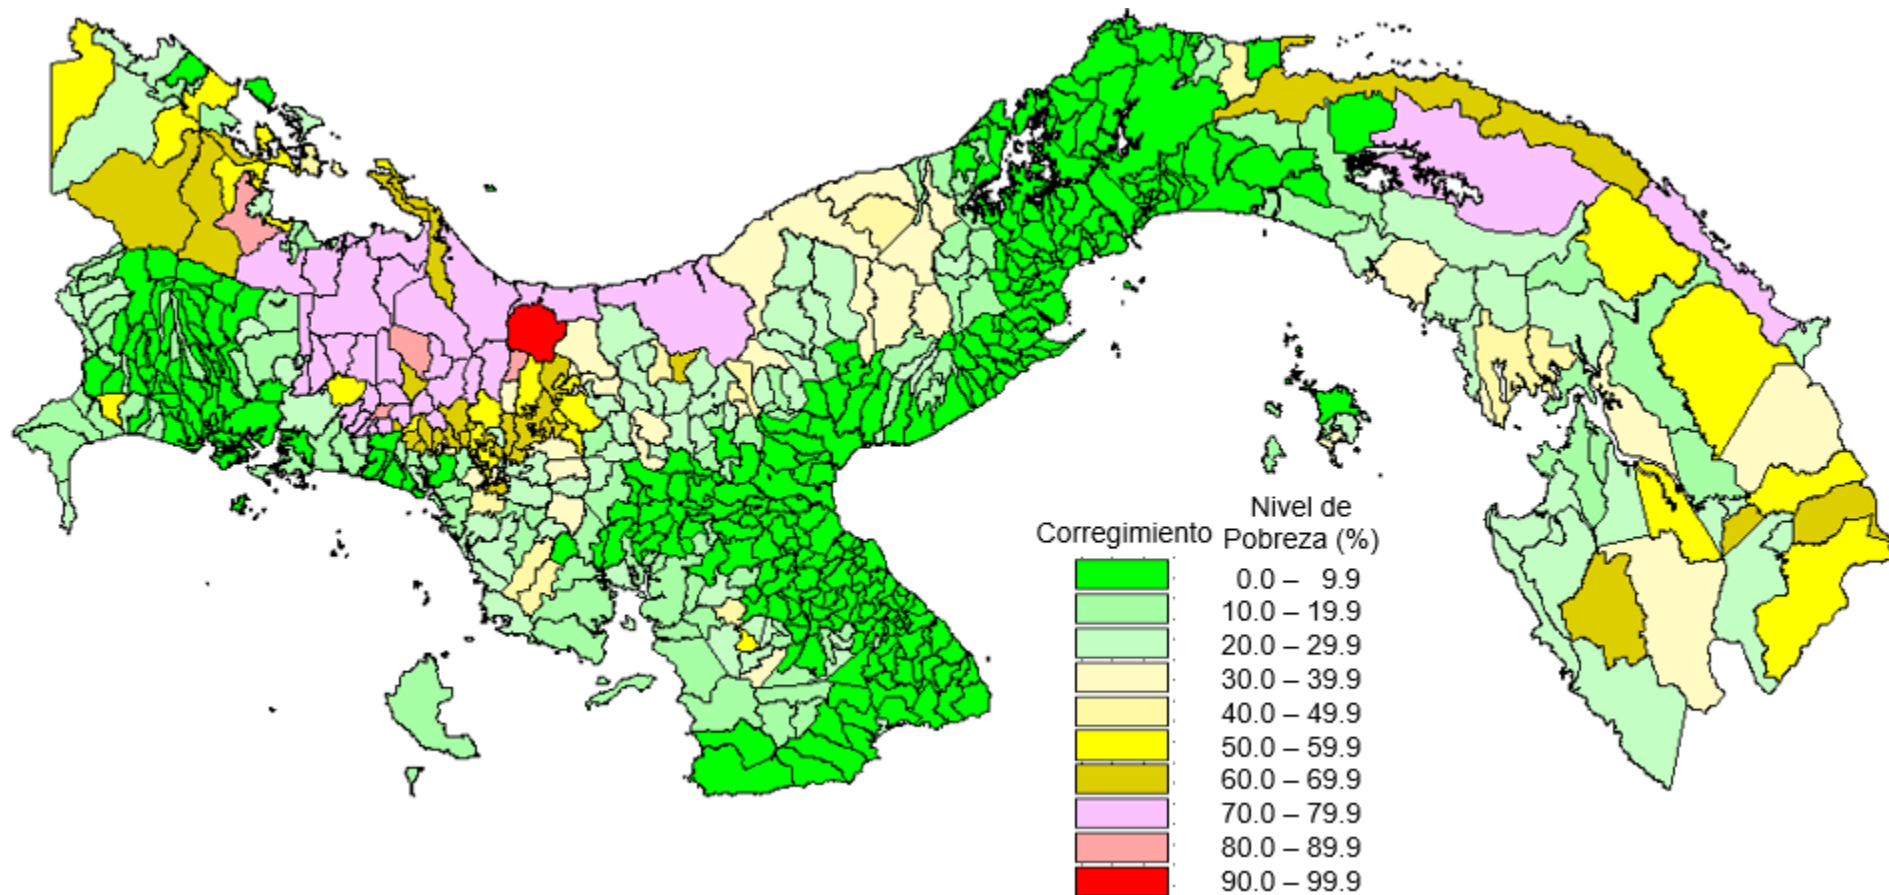 Corregimiento
Nivel de
Pobreza (%)
0.0 – 9.9
10.0 – 19.9
20.0 – 29.9
30.0 – 39.9
40.0 – 49.9
50.0 – 59.9
60.0 – 69.9
70.0 – 79.9
80.0 – 89.9
90.0 – 99.9